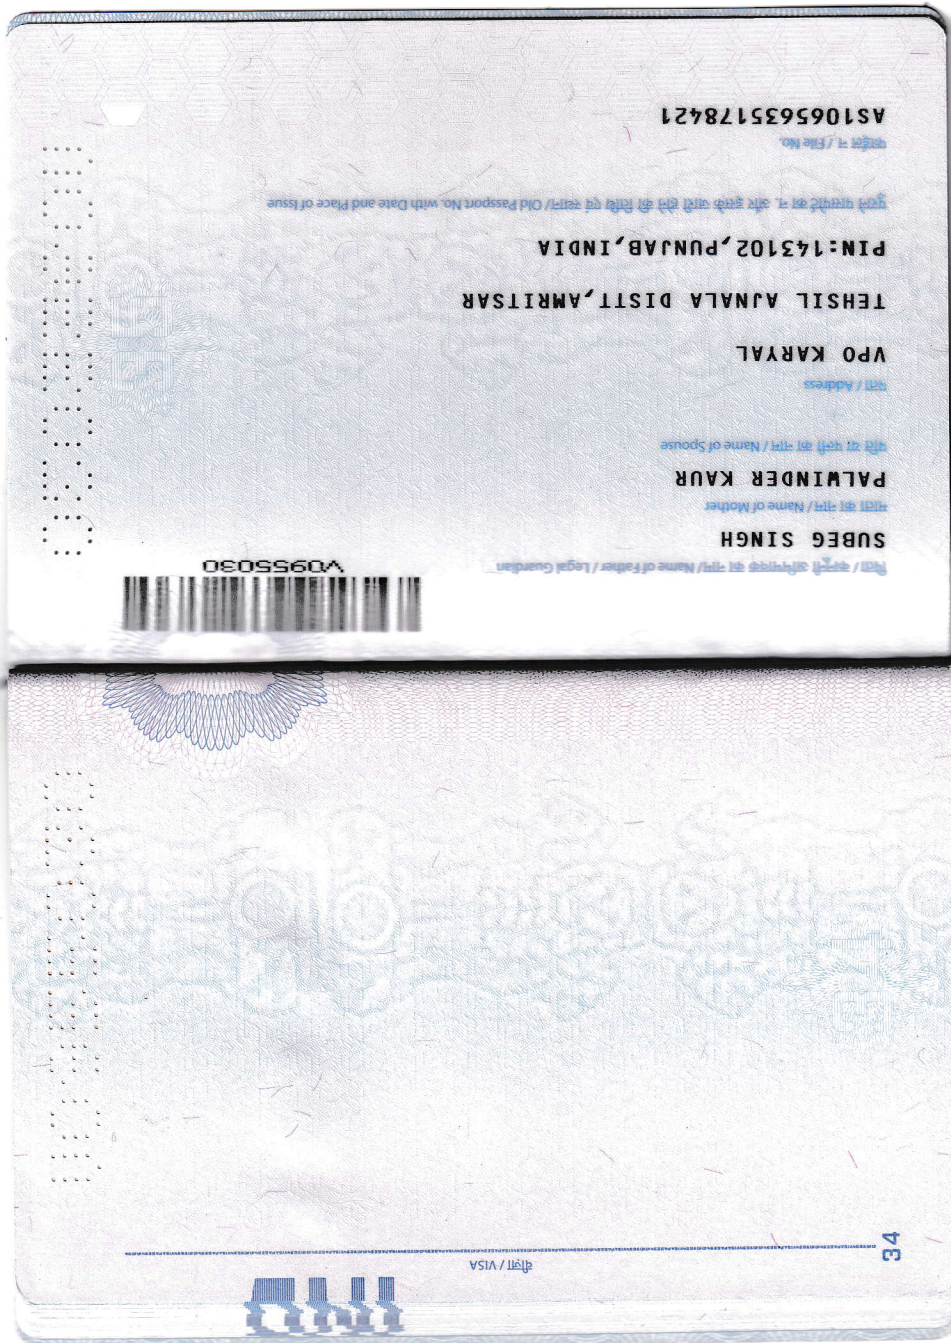 34
वीज़ा / VISA
V0955030
पिता / कानूनी अभिभावक का नाम/ Name of Father / Legal Guardian
SUBEG SINGH
माता का नाम / Name of Mother
PALWINDER KAUR
पति या पत्नी का नाम / Name of Spouse
पता / Address
VPO KARYAL
TEHSIL AJNALA DISTT,AMRITSAR
PIN:143102,PUNJAB,INDIA
पुराने पासपोर्ट का न. और इसके जारी होने की तिथि एवं स्थान/ Old Passport No. with Date and Place of Issue
फाईल न / File No.
AS1065635178421